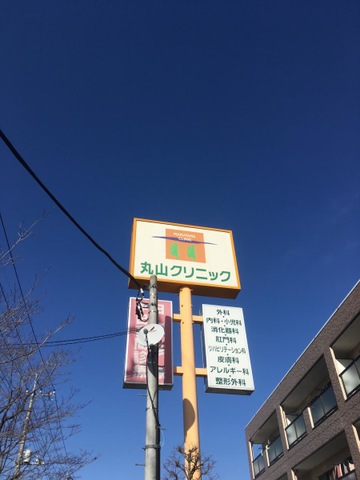 丸山クリニック
外科
内科・小児科
消化器科
肛門科
リハビリテーション科
皮膚科
アレルギー科
整形外科